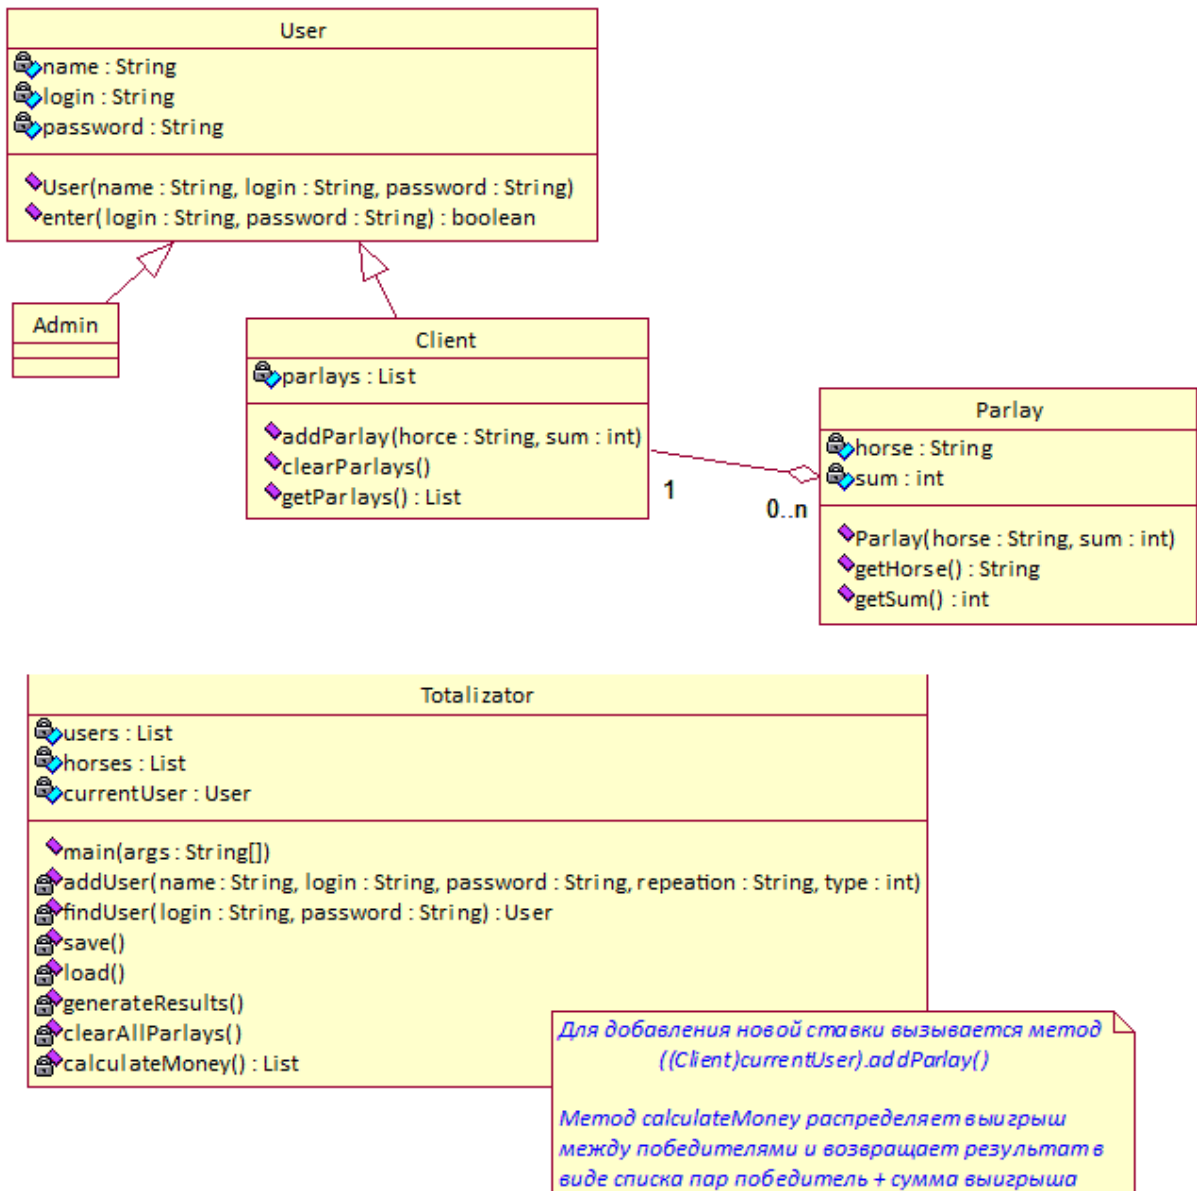 User
name : String
login : String
password : String
User(name : String, login : String, password : String)
enter(login : String, password : String) : boolean
Admin
Client
parlays : List
addParlay(horce : String, sum : int)
clearParlays()
getParlays() : List
1
0..n
Parlay
horse : String
sum : int
Parlay(horse : String, sum : int)
getHorse() : String
getSum() : int
Totalizator
users : List
horses : List
currentUser : User
main(args : String[])
addUser(name : String, login : String, password : String, repeation : String, type : int)
findUser(login : String, password : String) : User
save()
load()
generateResults()
clearAllParlays()
calculateMoney() : List
Для добавления новой ставки вызывается метод
((Client)currentUser).addParlay()
Метод calculateMoney распределяет выигрыш
между победителями и возвращает результат в
виде списка пар победитель + сумма выигрыша